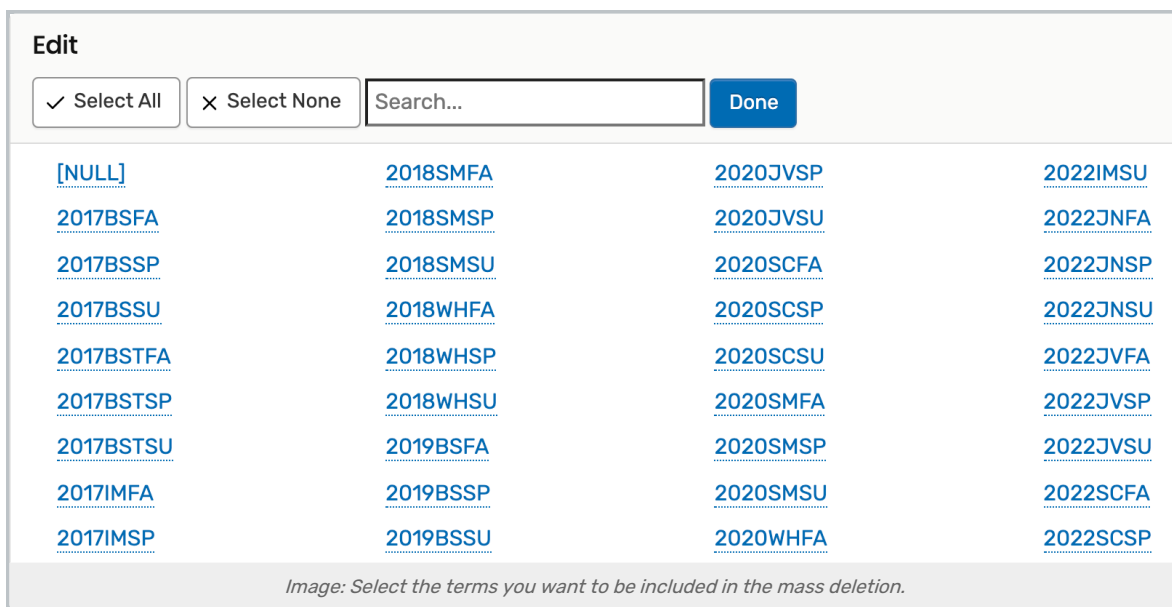 Edit
Select All Select None Search... Done
[NULL] 2018SMFA 2020JVSP 2022IMSU
2017BSFA 2018SMSP 2020JVSU 2022JNFA
2017BSSP 2018SMSU 2020SCFA 2022JNSP
2017BSSU 2018WHFA 2020SCSP 2022JNSU
2017BSTFA 2018WHSP 2020SCSU 2022JVFA
2017BSTSP 2018WHSU 2020SMFA 2022JVSP
2017BSTSU 2019BSFA 2020SMSP 2022JVSU
2017IMFA 2019BSSP 2020SMSU 2022SCFA
2017IMSP 2019BSSU 2020WHFA 2022SCSP
Image: Select the terms you want to be included in the mass deletion.